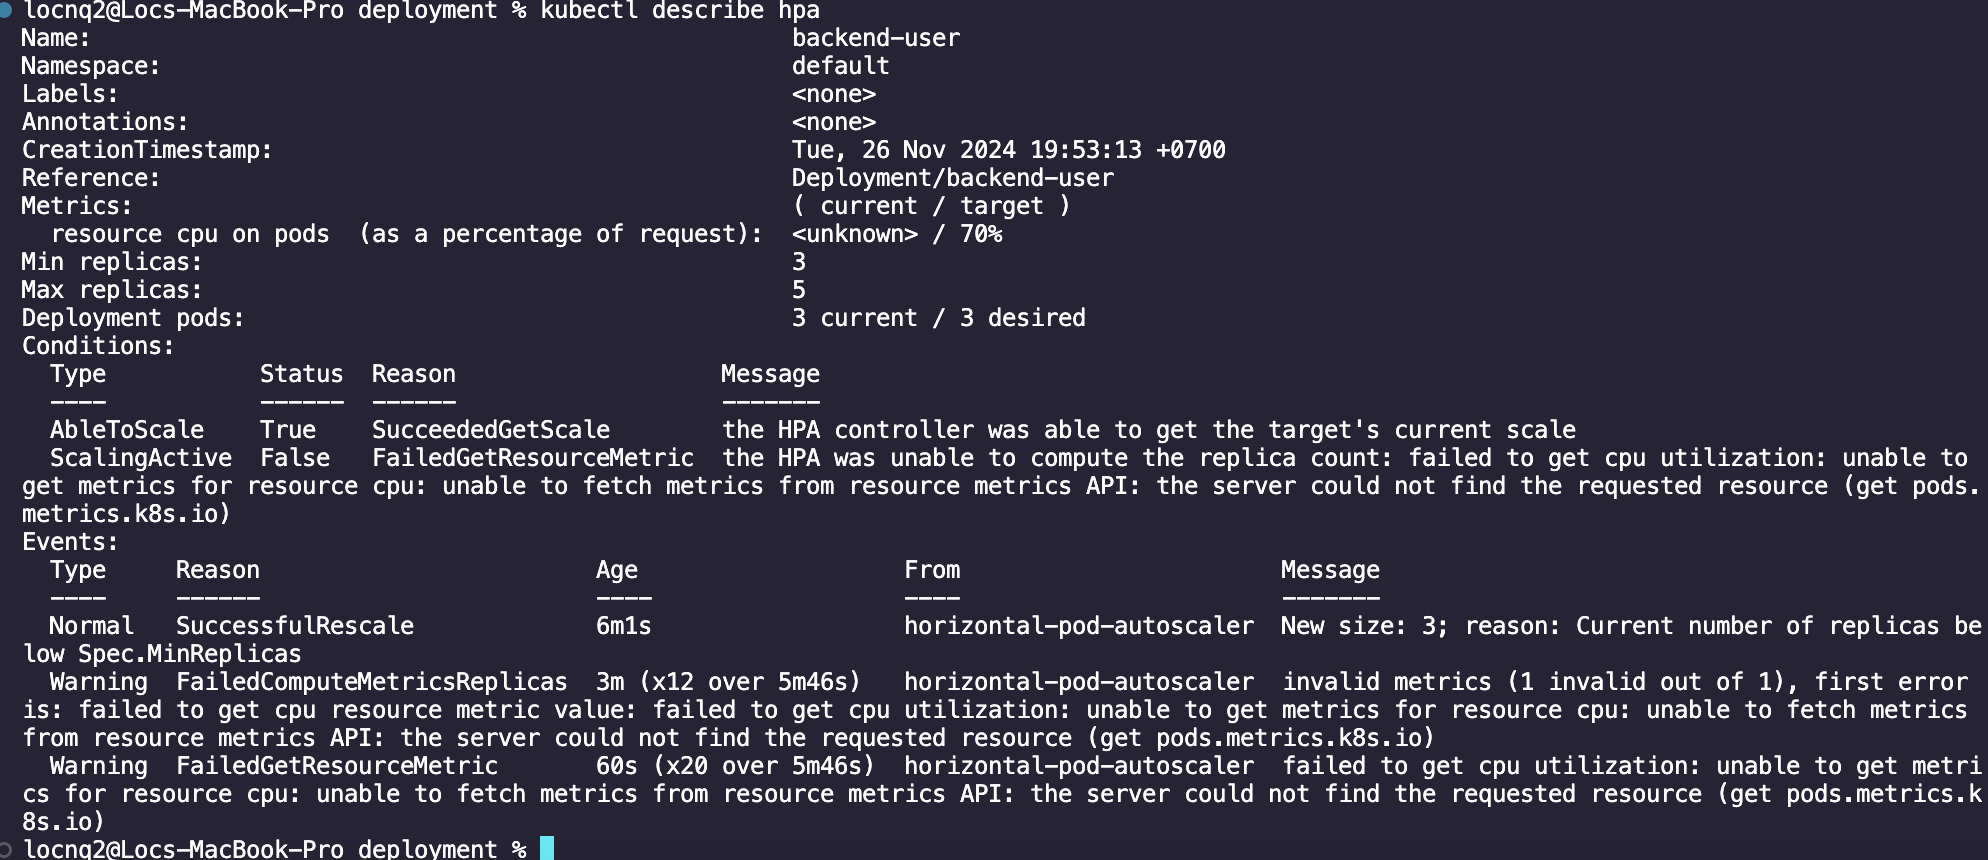 locnq2@Locs-MacBook-Pro deployment % kubectl describe hpa
Name:                                                  backend-user
Namespace:                                             default
Labels:                                                <none>
Annotations:                                           <none>
CreationTimestamp:                                     Tue, 26 Nov 2024 19:53:13 +0700
Reference:                                             Deployment/backend-user
Metrics:                                               ( current / target )
  resource cpu on pods  (as a percentage of request):  <unknown> / 70%
Min replicas:                                          3
Max replicas:                                          5
Deployment pods:                                       3 current / 3 desired
Conditions:
  Type           Status  Reason                   Message
  ----           ------  ------                   -------
  AbleToScale    True    SucceededGetScale        the HPA controller was able to get the target's current scale
  ScalingActive  False   FailedGetResourceMetric  the HPA was unable to compute the replica count: failed to get cpu utilization: unable to
get metrics for resource cpu: unable to fetch metrics from resource metrics API: the server could not find the requested resource (get pods.
metrics.k8s.io)
Events:
  Type     Reason                        Age                   From                       Message
  ----     ------                        ----                  ----                       -------
  Normal   SuccessfulRescale             6m1s                  horizontal-pod-autoscaler  New size: 3; reason: Current number of replicas be
low Spec.MinReplicas
  Warning  FailedComputeMetricsReplicas  3m (x12 over 5m46s)   horizontal-pod-autoscaler  invalid metrics (1 invalid out of 1), first error
is: failed to get cpu resource metric value: failed to get cpu utilization: unable to get metrics for resource cpu: unable to fetch metrics
from resource metrics API: the server could not find the requested resource (get pods.metrics.k8s.io)
  Warning  FailedGetResourceMetric       60s (x20 over 5m46s)  horizontal-pod-autoscaler  failed to get cpu utilization: unable to get metri
cs for resource cpu: unable to fetch metrics from resource metrics API: the server could not find the requested resource (get pods.metrics.k
8s.io)
locnq2@Locs-MacBook-Pro deployment %